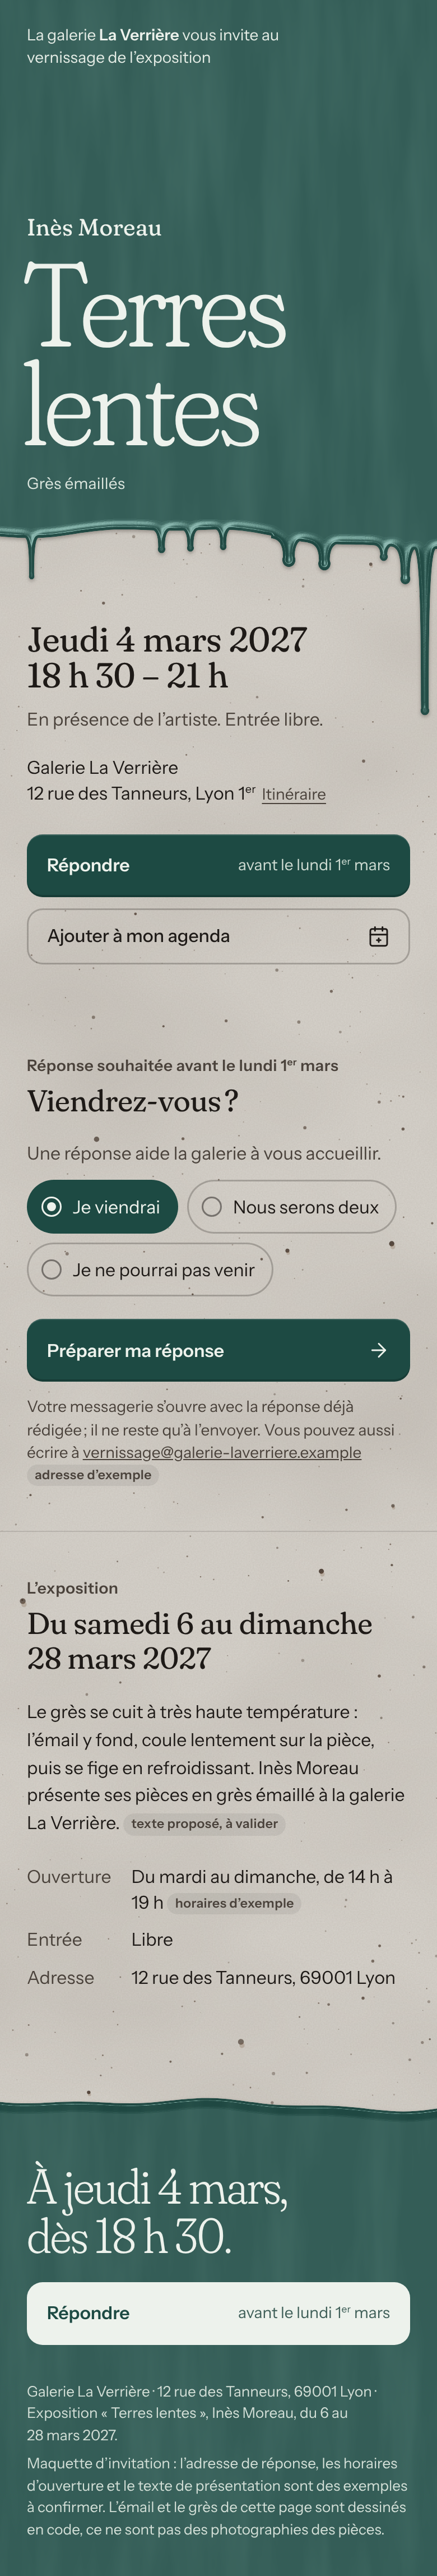 La galerie La Verrière vous invite au
vernissage de l’exposition
Inès Moreau
Terres
lentes
Grès émaillés
Jeudi 4 mars 2027
18 h 30 – 21 h
En présence de l’artiste. Entrée libre.
Galerie La Verrière
12 rue des Tanneurs, Lyon 1er Itinéraire
Répondre avant le lundi 1er mars
Ajouter à mon agenda
Réponse souhaitée avant le lundi 1er mars
Viendrez-vous ?
Une réponse aide la galerie à vous accueillir.
Je viendrai Nous serons deux
Je ne pourrai pas venir
Préparer ma réponse
Votre messagerie s’ouvre avec la réponse déjà
rédigée ; il ne reste qu’à l’envoyer. Vous pouvez aussi
écrire à vernissage@galerie-laverriere.example
adresse d’exemple
L’exposition
Du samedi 6 au dimanche
28 mars 2027
Le grès se cuit à très haute température :
l’émail y fond, coule lentement sur la pièce,
puis se fige en refroidissant. Inès Moreau
présente ses pièces en grès émaillé à la galerie
La Verrière. texte proposé, à valider
Ouverture Du mardi au dimanche, de 14 h à
19 h horaires d’exemple
Entrée Libre
Adresse 12 rue des Tanneurs, 69001 Lyon
À jeudi 4 mars,
dès 18 h 30.
Répondre avant le lundi 1er mars
Galerie La Verrière · 12 rue des Tanneurs, 69001 Lyon ·
Exposition « Terres lentes », Inès Moreau, du 6 au
28 mars 2027.
Maquette d’invitation : l’adresse de réponse, les horaires
d’ouverture et le texte de présentation sont des exemples
à confirmer. L’émail et le grès de cette page sont dessinés
en code, ce ne sont pas des photographies des pièces.